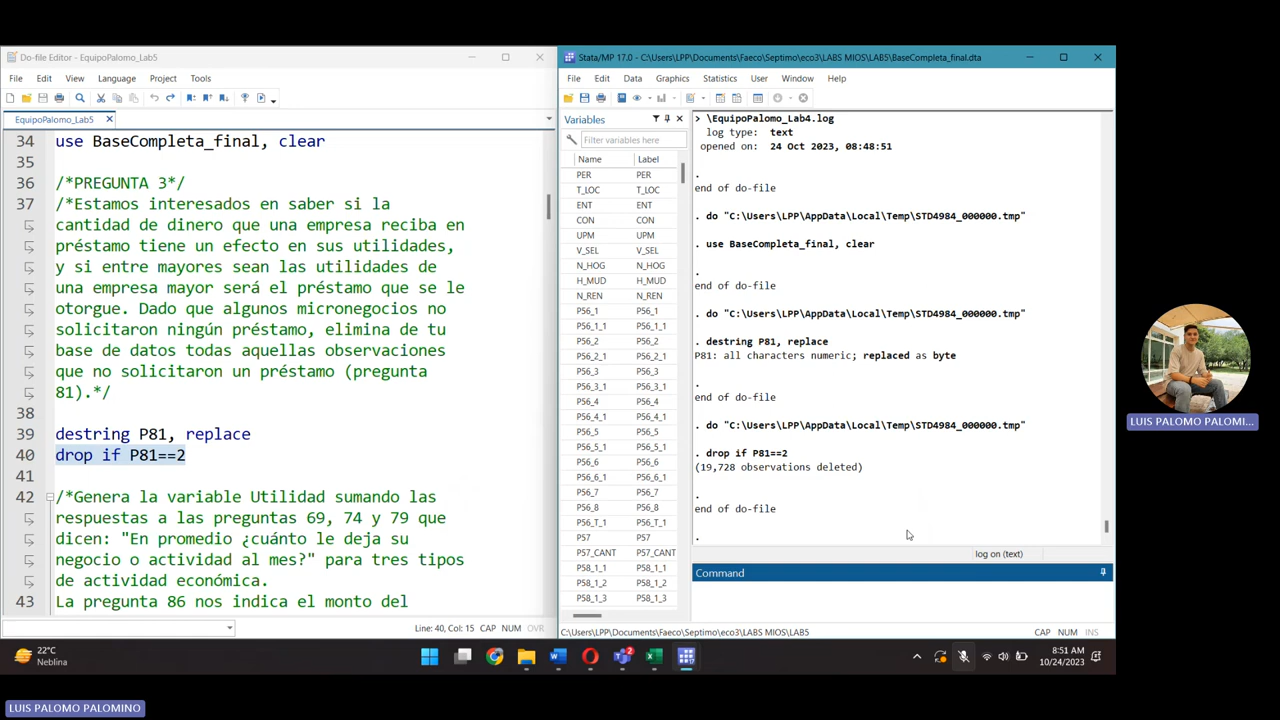 Do-file Editor - EquipoPalomo_Lab5
File Edit View Language Project Tools
EquipoPalomo_Lab5
34 use BaseCompleta_final, clear
35
36 /*PREGUNTA 3*/
37 /*Estamos interesados en saber si la
cantidad de dinero que una empresa reciba en
préstamo tiene un efecto en sus utilidades,
y si entre mayores sean las utilidades de
una empresa mayor será el préstamo que se le
otorgue. Dado que algunos micronegocios no
solicitaron ningún préstamo, elimina de tu
base de datos todas aquellas observaciones
que no solicitaron un préstamo (pregunta
81).*/
38
39 destring P81, replace
40 drop if P81==2
41
42 /*Genera la variable Utilidad sumando las
respuestas a las preguntas 69, 74 y 79 que
dicen: "En promedio ¿cuánto le deja su
negocio o actividad al mes?" para tres tipos
de actividad económica.
43 La pregunta 86 nos indica el monto del
Line: 40, Col: 15 CAP NUM OVR
Stata/MP 17.0 - C:\Users\LPP\Documents\Faeco\Septimo\eco3\LABS MIOS\LAB5\BaseCompleta_final.dta
File Edit Data Graphics Statistics User Window Help
Variables
Filter variables here
Name Label
PER PER
T_LOC T_LOC
ENT ENT
CON CON
UPM UPM
V_SEL V_SEL
N_HOG N_HOG
H_MUD H_MUD
N_REN N_REN
P56_1 P56_1
P56_1_1 P56_1_1
P56_2 P56_2
P56_2_1 P56_2_1
P56_3 P56_3
P56_3_1 P56_3_1
P56_4 P56_4
P56_4_1 P56_4_1
P56_5 P56_5
P56_5_1 P56_5_1
P56_6 P56_6
P56_6_1 P56_6_1
P56_7 P56_7
P56_8 P56_8
P56_T_1 P56_T_1
P57 P57
P57_CANT P57_CANT
P58_1_1 P58_1_1
P58_1_2 P58_1_2
P58_1_3 P58_1_3
> \EquipoPalomo_Lab4.log
log type: text
opened on: 24 Oct 2023, 08:48:51
.
end of do-file
. do "C:\Users\LPP\AppData\Local\Temp\STD4984_000000.tmp"
. use BaseCompleta_final, clear
.
end of do-file
. do "C:\Users\LPP\AppData\Local\Temp\STD4984_000000.tmp"
. destring P81, replace
P81: all characters numeric; replaced as byte
.
end of do-file
. do "C:\Users\LPP\AppData\Local\Temp\STD4984_000000.tmp"
. drop if P81==2
(19,728 observations deleted)
.
end of do-file
.
log on (text)
Command
C:\Users\LPP\Documents\Faeco\Septimo\eco3\LABS MIOS\LAB5
CAP NUM INS
22°C
Neblina
2
17
8:51 AM
10/24/2023
LUIS PALOMO PALOMI...
LUIS PALOMO PALOMINO